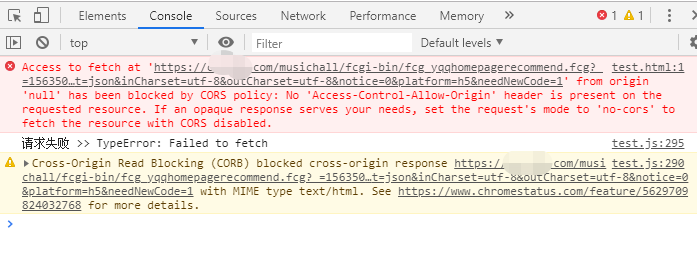 Elements Console Sources Network Performance Memory » 1 1
top Filter Default levels
Access to fetch at 'https://c .com/musichall/fcgi-bin/fcg_yqqhomepagerecommend.fcg?_ test.html:1
=156350…t=json&inCharset=utf-8&outCharset=utf-8&notice=0&platform=h5&needNewCode=1' from origin
'null' has been blocked by CORS policy: No 'Access-Control-Allow-Origin' header is present on the
requested resource. If an opaque response serves your needs, set the request's mode to 'no-cors' to
fetch the resource with CORS disabled.
请求失败 >> TypeError: Failed to fetch test.js:295
Cross-Origin Read Blocking (CORB) blocked cross-origin response https:// .com/musi test.js:290
chall/fcgi-bin/fcg_yqqhomepagerecommend.fcg?_=156350…t=json&inCharset=utf-8&outCharset=utf-8&notice=0
&platform=h5&needNewCode=1 with MIME type text/html. See https://www.chromestatus.com/feature/5629709
824032768 for more details.